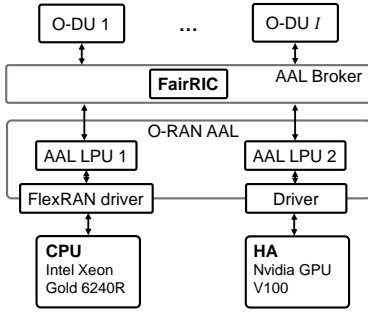 O-DU 1
...
O-DU I
FairRIC
AAL Broker
O-RAN AAL
AAL LPU 1
AAL LPU 2
FlexRAN driver
Driver
CPU
Intel Xeon
Gold 6240R
HA
Nvidia GPU
V100